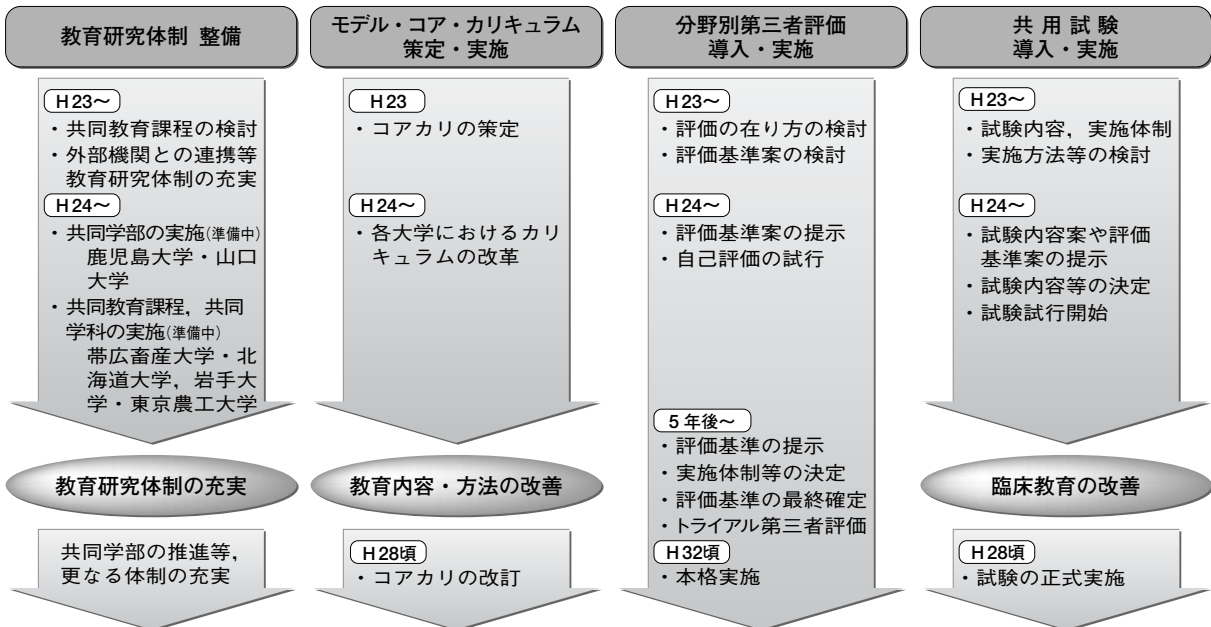 教育研究体制 整備
H23〜
・共同教育課程の検討
・外部機関との連携等
教育研究体制の充実
H24〜
・共同学部の実施(準備中)
鹿児島大学・山口
大学
・共同教育課程，共同
学科の実施(準備中)
帯広畜産大学・北
海道大学，岩手大
学・東京農工大学
教育研究体制の充実
共同学部の推進等，
更なる体制の充実
モデル・コア・カリキュラム
策定・実施
H23
・コアカリの策定
H24〜
・各大学におけるカリ
キュラムの改革
教育内容・方法の改善
H28頃
・コアカリの改訂
分野別第三者評価
導入・実施
H23〜
・評価の在り方の検討
・評価基準案の検討
H24〜
・評価基準案の提示
・自己評価の試行
5年後〜
・評価基準の提示
・実施体制等の決定
・評価基準の最終確定
・トライアル第三者評価
H32頃
・本格実施
共用試験
導入・実施
H23〜
・試験内容，実施体制
・実施方法等の検討
H24〜
・試験内容案や評価
基準案の提示
・試験内容等の決定
・試験試行開始
臨床教育の改善
H28頃
・試験の正式実施